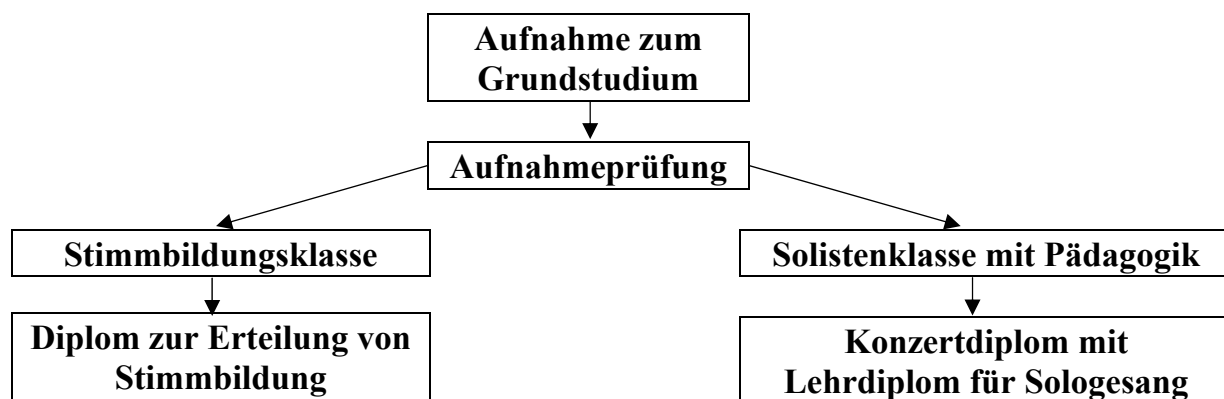 Aufnahme zum
Grundstudium
Aufnahmeprüfung
Stimmbildungsklasse
Solistenklasse mit Pädagogik
Diplom zur Erteilung von
Stimmbildung
Konzertdiplom mit
Lehrdiplom für Sologesang